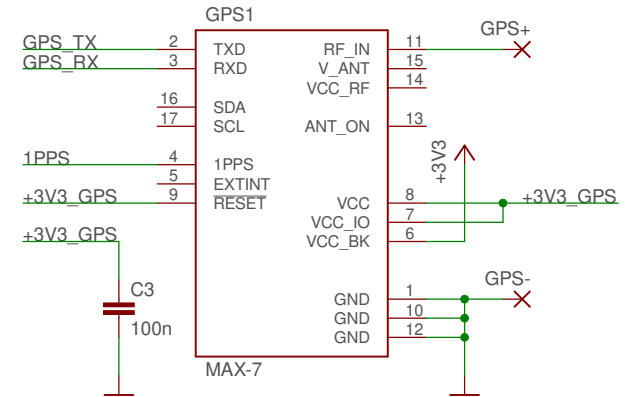 GPS1
GPS_TX 2 TXD RF_IN 11 GPS+
GPS_RX 3 RXD V_ANT 15
VCC_RF 14
16 SDA
17 SCL ANT_ON 13
1PPS 4 1PPS +3V3
5 EXTINT
+3V3_GPS 9 RESET VCC 8 +3V3_GPS
VCC_IO 7
+3V3_GPS VCC_BK 6
C3 GND 1 GPS-
GND 10
100n GND 12
MAX-7